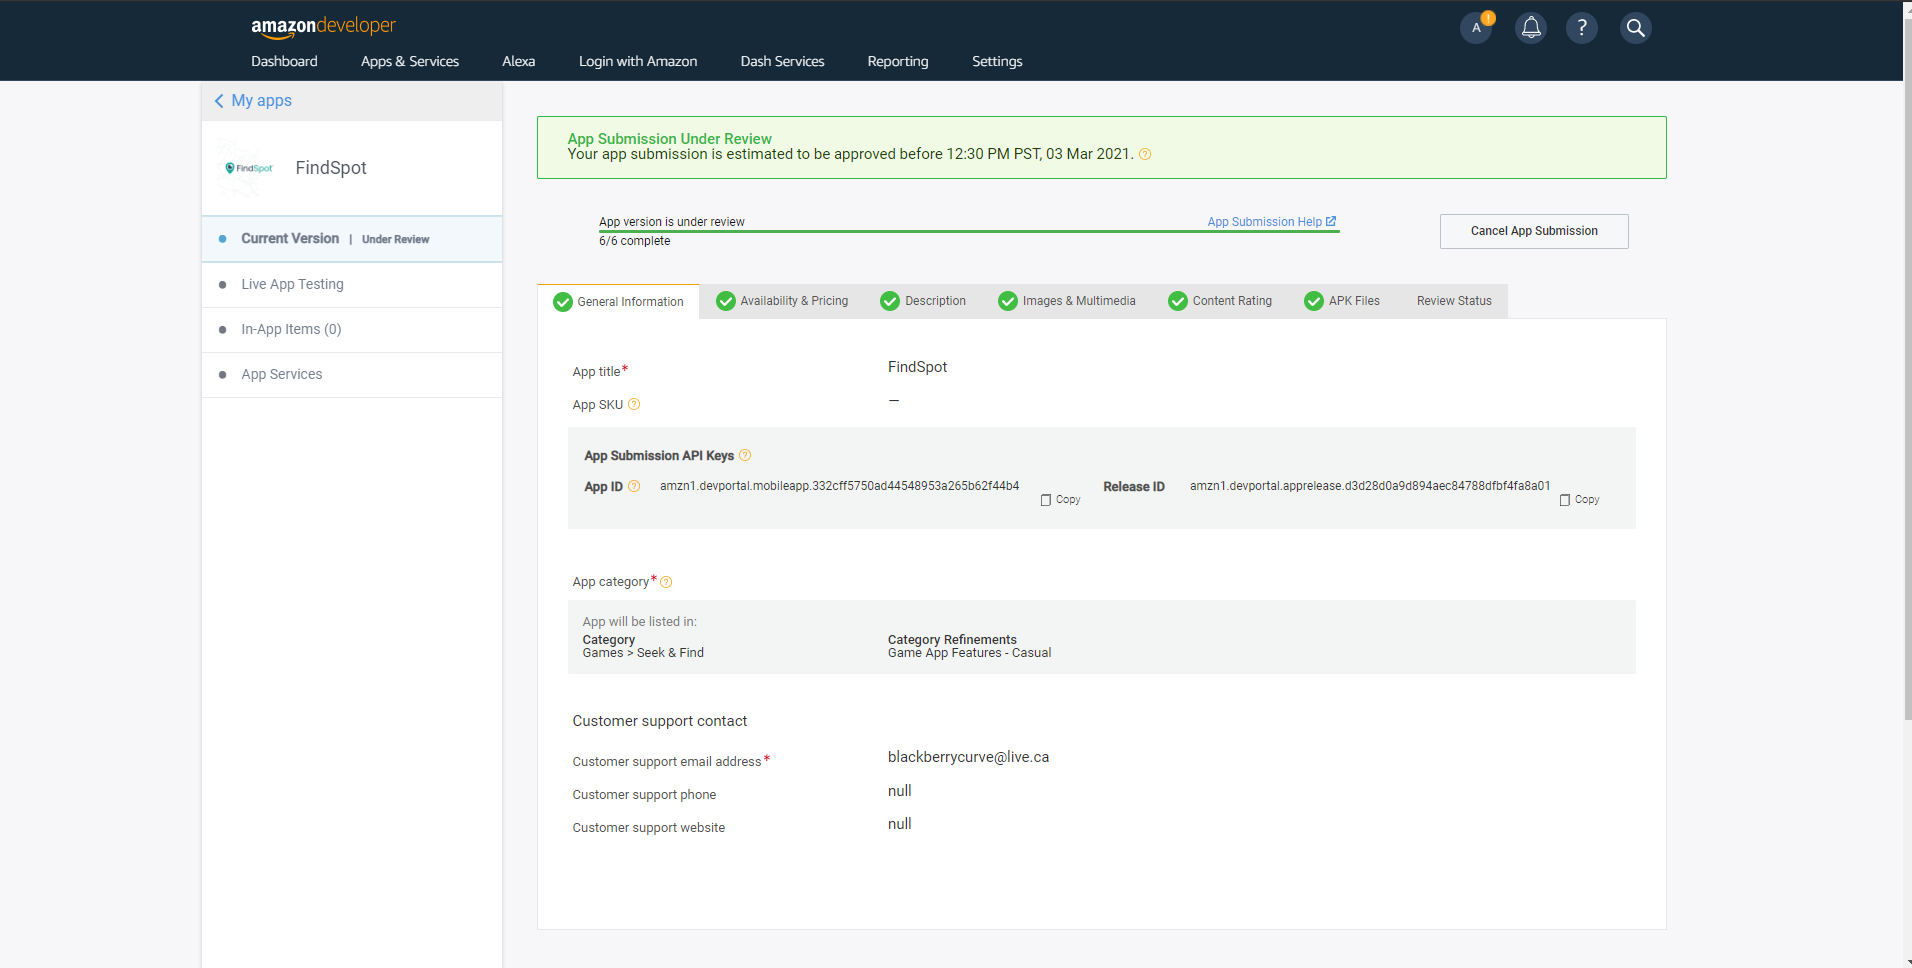 amazondeveloper
A
!
?
Dashboard
Apps & Services
Alexa
Login with Amazon
Dash Services
Reporting
Settings
My apps
FindSpot
FindSpot
Current Version | Under Review
Live App Testing
In-App Items (0)
App Services
App Submission Under Review
Your app submission is estimated to be approved before 12:30 PM PST, 03 Mar 2021. ?
App version is under review
App Submission Help
6/6 complete
Cancel App Submission
General Information
Availability & Pricing
Description
Images & Multimedia
Content Rating
APK Files
Review Status
App title* FindSpot
App SKU ? —
App Submission API Keys ?
App ID ? amzn1.devportal.mobileapp.332cff5750ad44548953a265b62f44b4
Copy
Release ID amzn1.devportal.apprelease.d3d28d0a9d894aec84788dfbf4fa8a01
Copy
App category* ?
App will be listed in:
Category
Games > Seek & Find
Category Refinements
Game App Features - Casual
Customer support contact
Customer support email address* blackberrycurve@live.ca
Customer support phone null
Customer support website null